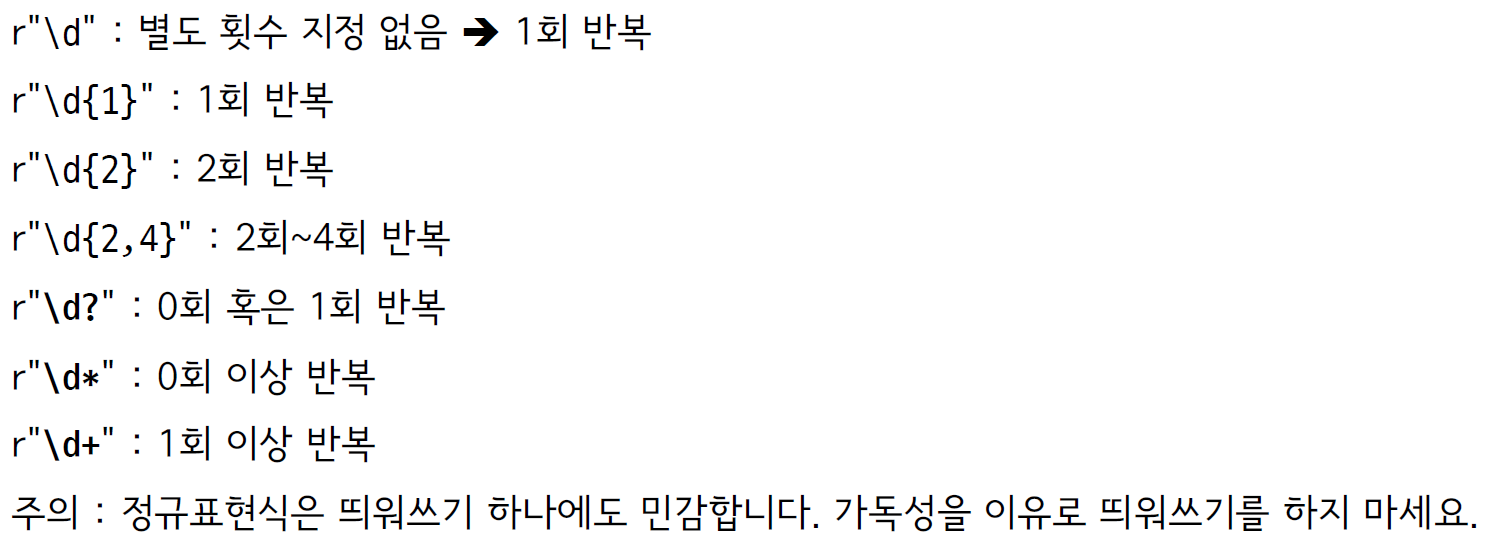 r"\d" : 별도 횟수 지정 없음 ➔ 1회 반복
r"\d{1}" : 1회 반복
r"\d{2}" : 2회 반복
r"\d{2,4}" : 2회~4회 반복
r"\d?" : 0회 혹은 1회 반복
r"\d*" : 0회 이상 반복
r"\d+" : 1회 이상 반복
주의 : 정규표현식은 띄워쓰기 하나에도 민감합니다. 가독성을 이유로 띄워쓰기를 하지 마세요.